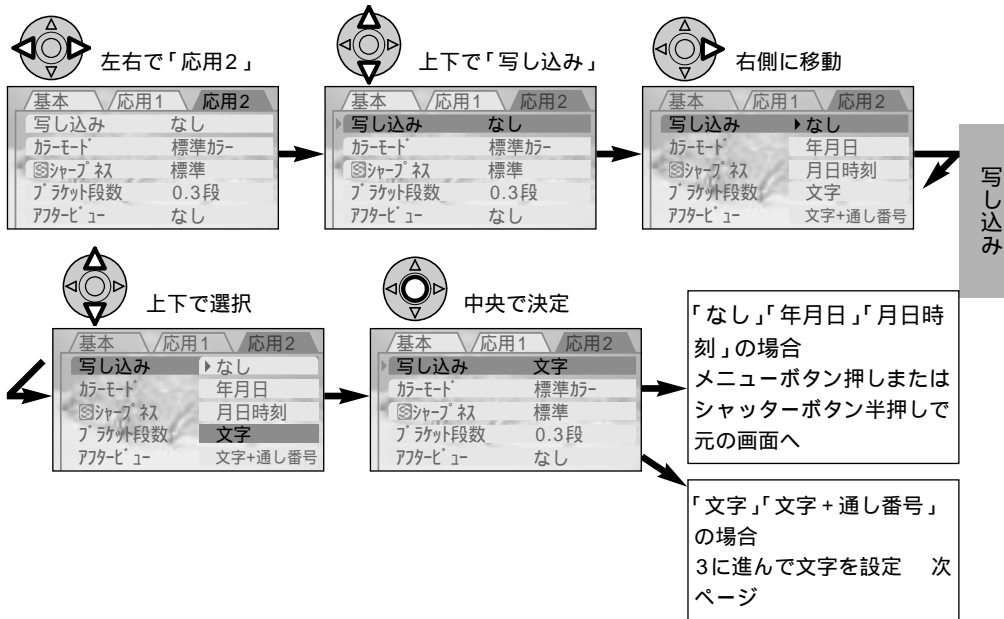 左右で「応用2」
基本 応用1 応用2
写し込み なし
カラーモード 標準カラー
Sシャープネス 標準
ブラケット段数 0.3段
アフタービュー なし
上下で「写し込み」
基本 応用1 応用2
写し込み なし
カラーモード 標準カラー
Sシャープネス 標準
ブラケット段数 0.3段
アフタービュー なし
右側に移動
基本 応用1 応用2
写し込み なし
カラーモード 年月日
Sシャープネス 月日時刻
ブラケット段数 文字
アフタービュー 文字+通し番号
写し込み
上下で選択
基本 応用1 応用2
写し込み なし
カラーモード 年月日
Sシャープネス 月日時刻
ブラケット段数 文字
アフタービュー 文字+通し番号
中央で決定
基本 応用1 応用2
写し込み 文字
カラーモード 標準カラー
Sシャープネス 標準
ブラケット段数 0.3段
アフタービュー なし
「なし」「年月日」「月日時
刻」の場合
メニューボタン押しまたは
シャッターボタン半押しで
元の画面へ
「文字」「文字+通し番号」
の場合
3に進んで文字を設定 次
ページ